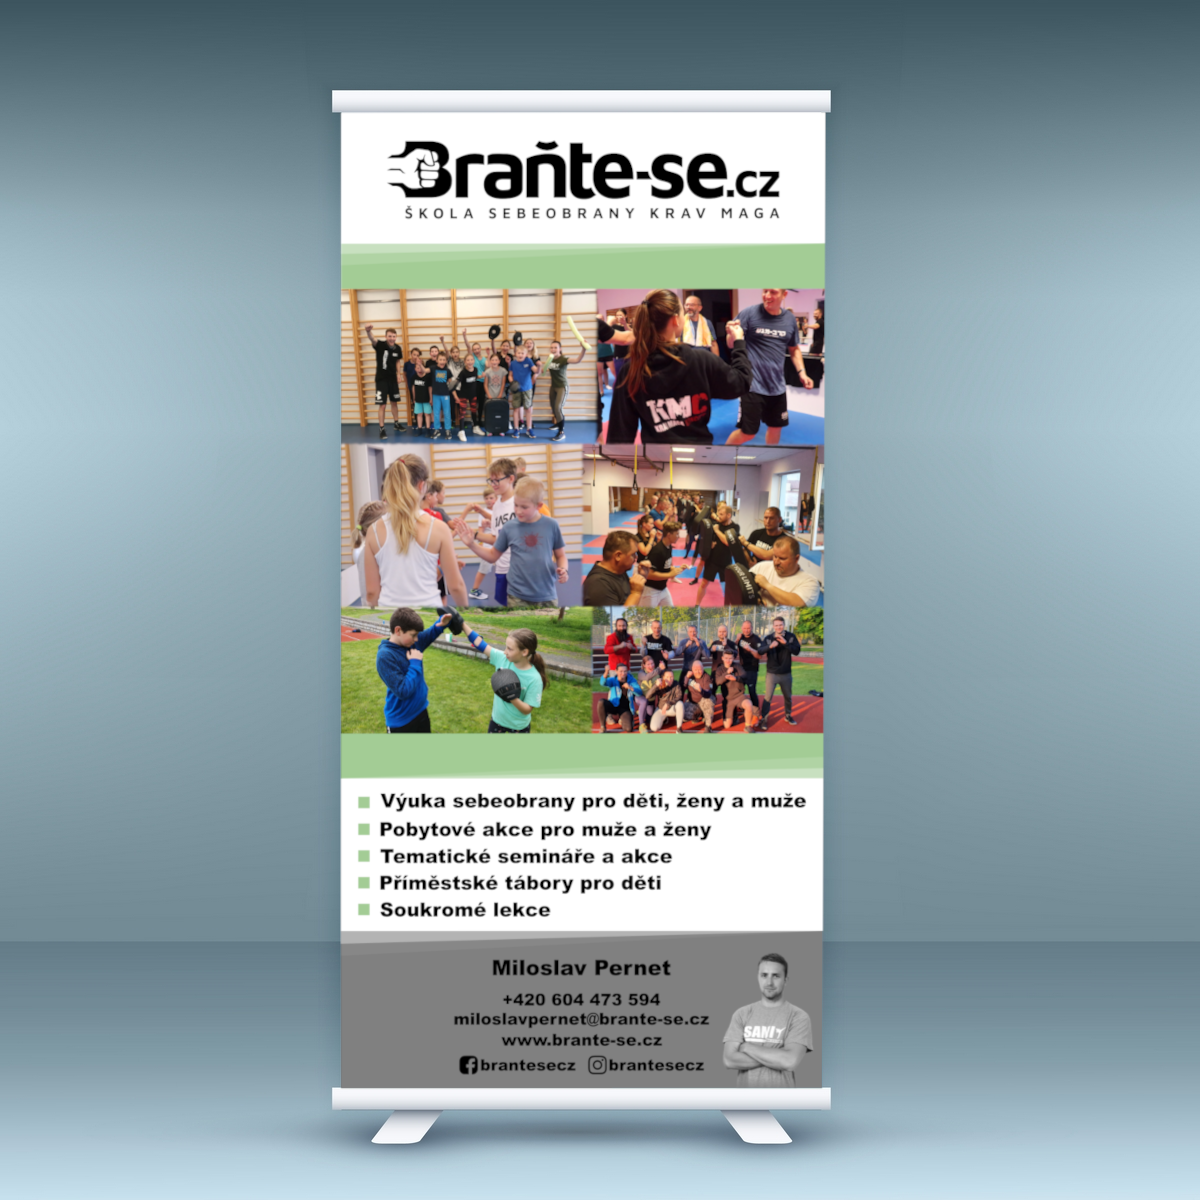 Braňte-se.cz
ŠKOLA SEBEOBRANY KRAV MAGA
KMC
Výuka sebeobrany pro děti, ženy a muže
Pobytové akce pro muže a ženy
Tematické semináře a akce
Příměstské tábory pro děti
Soukromé lekce
Miloslav Pernet
+420 604 473 594
miloslavpernet@brante-se.cz
www.brante-se.cz
brantesecz brantesecz